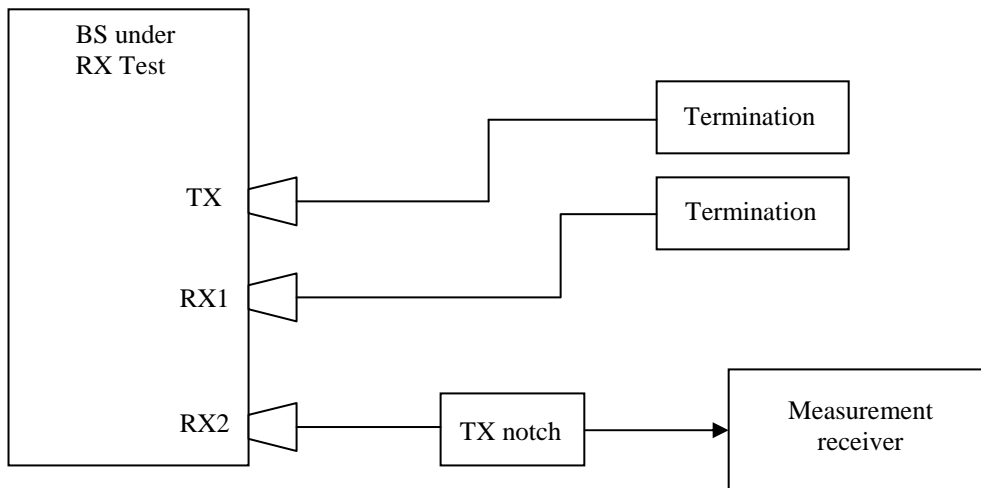 BS under
RX Test
Termination
TX
Termination
RX1
RX2
TX notch
Measurement
receiver